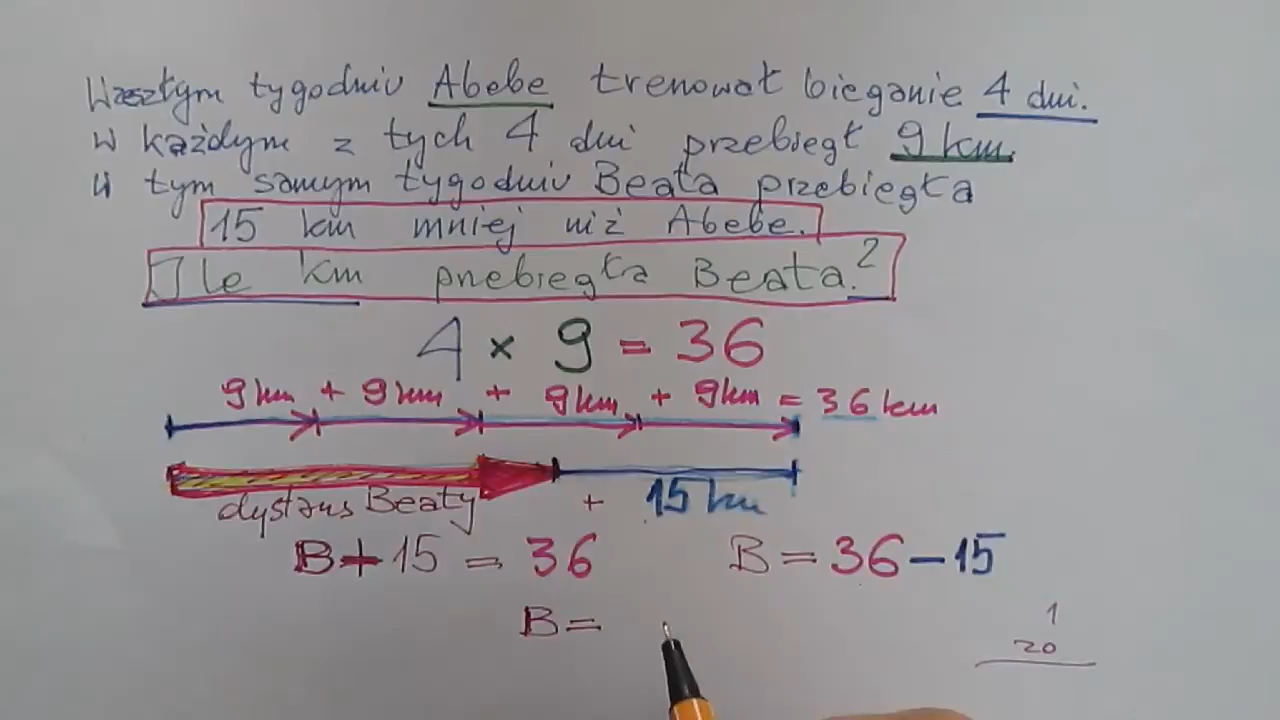 W zeszłym tygodniu Abebe trenował bieganie 4 dni.
W każdym z tych 4 dni przebiegł 9 km.
W tym samym tygodniu Beata przebiegła
15 km mniej niż Abebe.
Ile km przebiegła Beata?
4 × 9 = 36
9 km + 9 km + 9 km + 9 km = 36 km
dystans Beaty + 15 km
B + 15 = 36 B = 36 - 15
B =
1
20